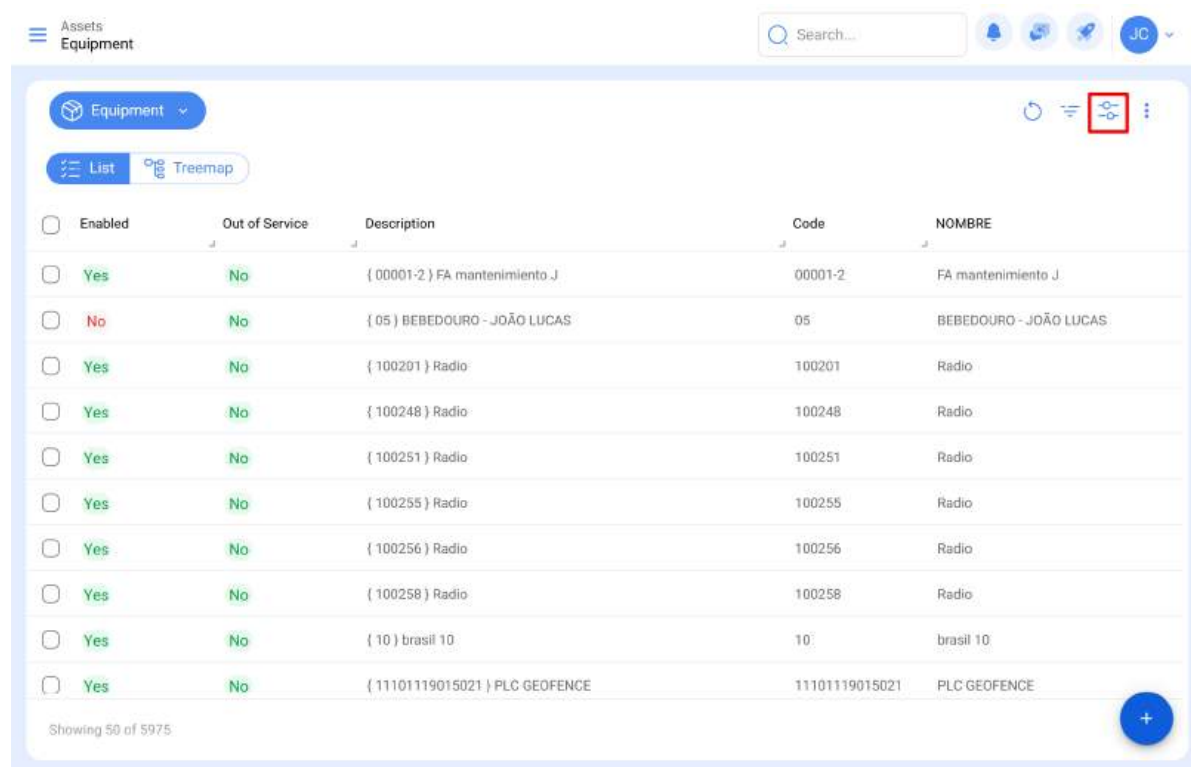 Assets
Equipment
Search...
JC
Equipment
List Treemap
Enabled Out of Service Description Code NOMBRE
Yes No { 00001-2 } FA mantenimiento J 00001-2 FA mantenimiento J
No No { 05 } BEBEDOURO - JOÃO LUCAS 05 BEBEDOURO - JOÃO LUCAS
Yes No { 100201 } Radio 100201 Radio
Yes No { 100248 } Radio 100248 Radio
Yes No { 100251 } Radio 100251 Radio
Yes No { 100255 } Radio 100255 Radio
Yes No { 100256 } Radio 100256 Radio
Yes No { 100258 } Radio 100258 Radio
Yes No { 10 } brasil 10 10 brasil 10
Yes No { 11101119015021 } PLC GEOFENCE 11101119015021 PLC GEOFENCE
Showing 50 of 5975